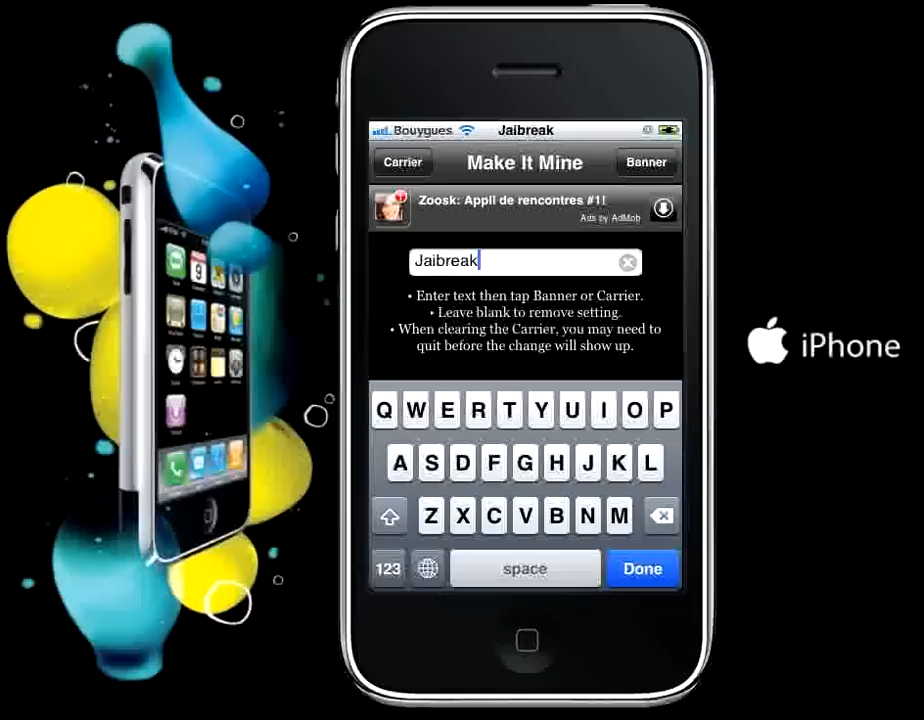 Bouygues Jaibreak
Carrier Make It Mine Banner
Zoosk: Appli de rencontres #1!
Ads by AdMob
Jaibreak
• Enter text then tap Banner or Carrier.
• Leave blank to remove setting.
• When clearing the Carrier, you may need to
quit before the change will show up.
iPhone
Q W E R T Y U I O P
A S D F G H J K L
Z X C V B N M
123 space Done
9